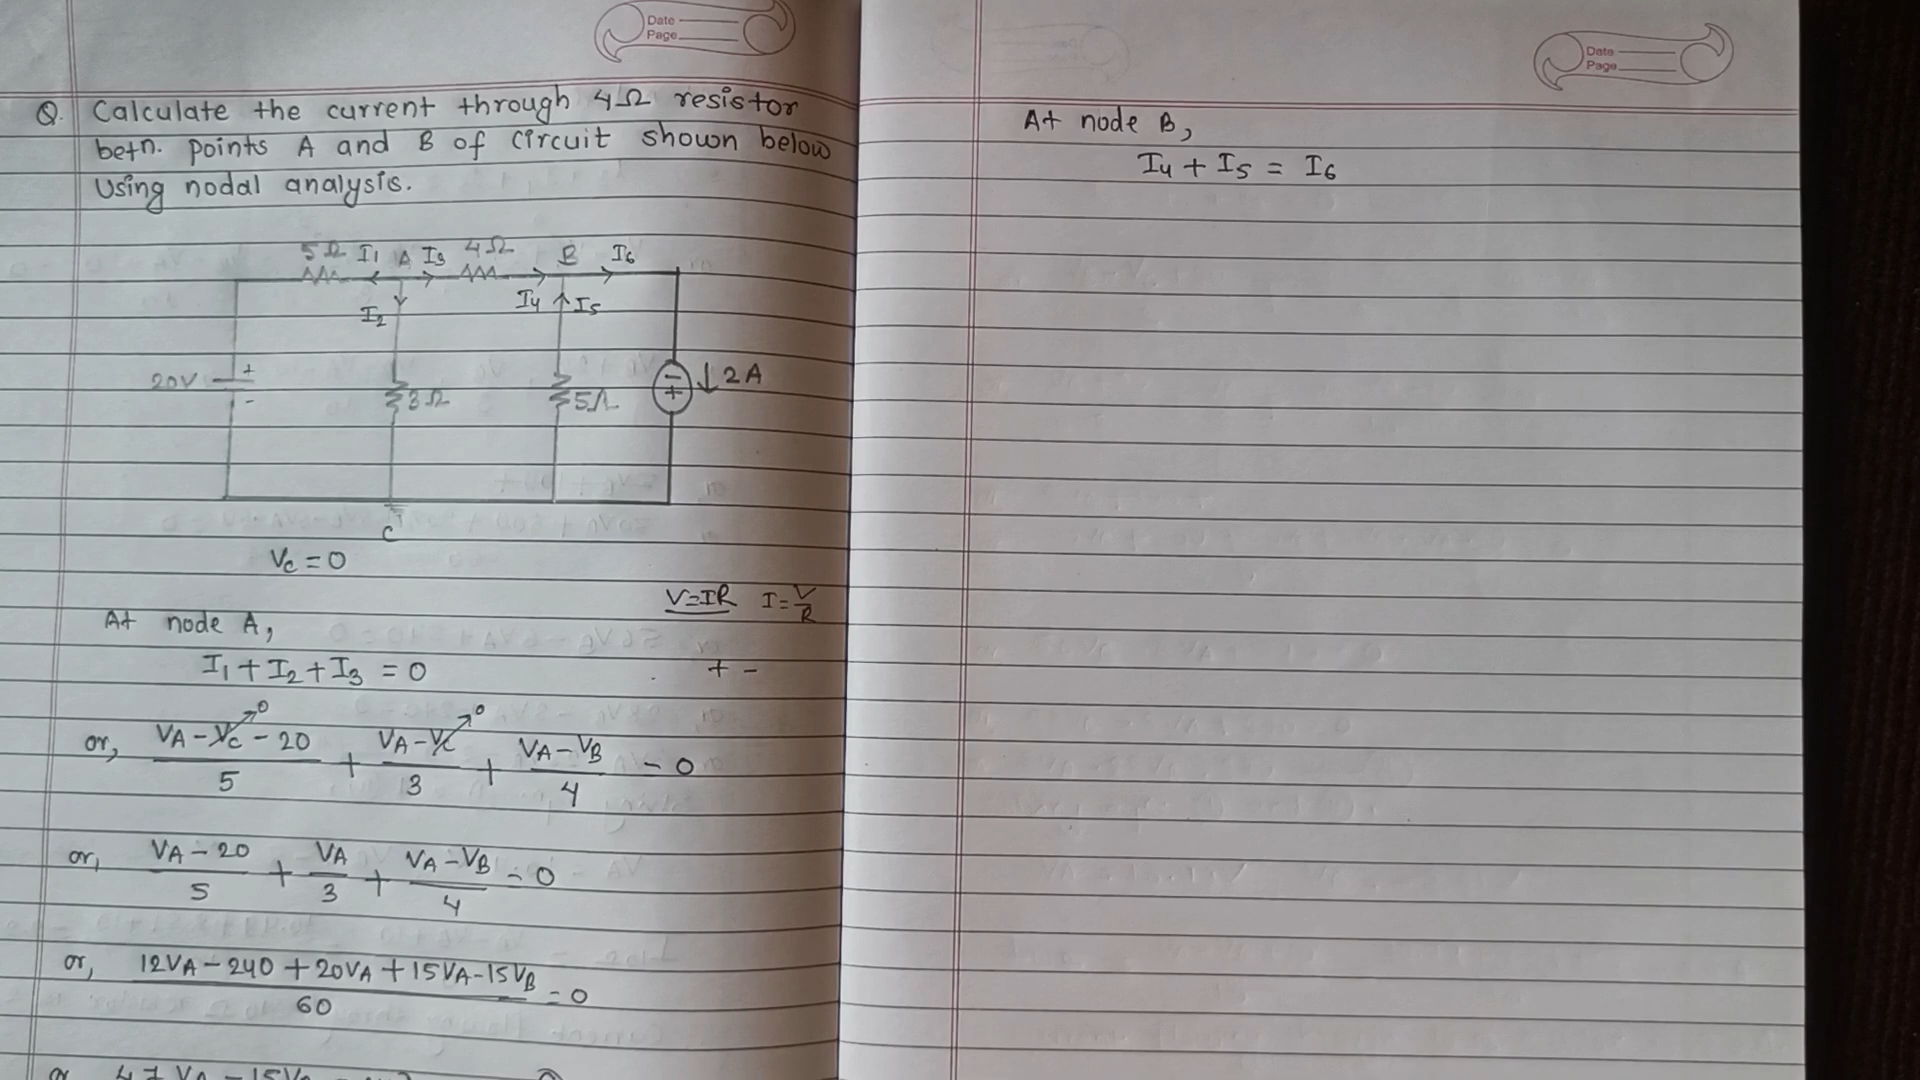 Date
Page
Q. Calculate the current through 4Ω resistor
betn. points A and B of circuit shown below
Using nodal analysis.
5Ω I1 A I3 4Ω B I6
I2 I4 I5
20V + - 3Ω 5Ω - + 2A
C
Vc = 0
V=IR I=V/R
At node A,
I1 + I2 + I3 = 0
+ -
or, (VA - Vc - 20)/5 + (VA - Vc)/3 + (VA - VB)/4 = 0
0 0
or, (VA - 20)/5 + VA/3 + (VA - VB)/4 = 0
or, (12VA - 240 + 20VA + 15VA - 15VB)/60 = 0
Date
Page
At node B,
I4 + I5 = I6